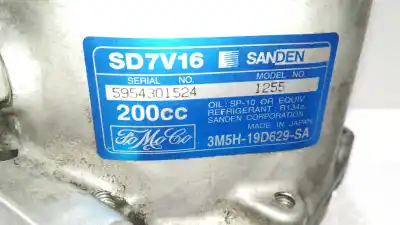 SD7V16 SANDEN
SERIAL NO. MODEL NO.
5954301524 1255
200cc
OIL: SP-10 OR EQUIV
REFRIGERANT: R134a
SANDEN CORPORATION
MADE IN JAPAN
FoMoCo 3M5H-19D629-SA